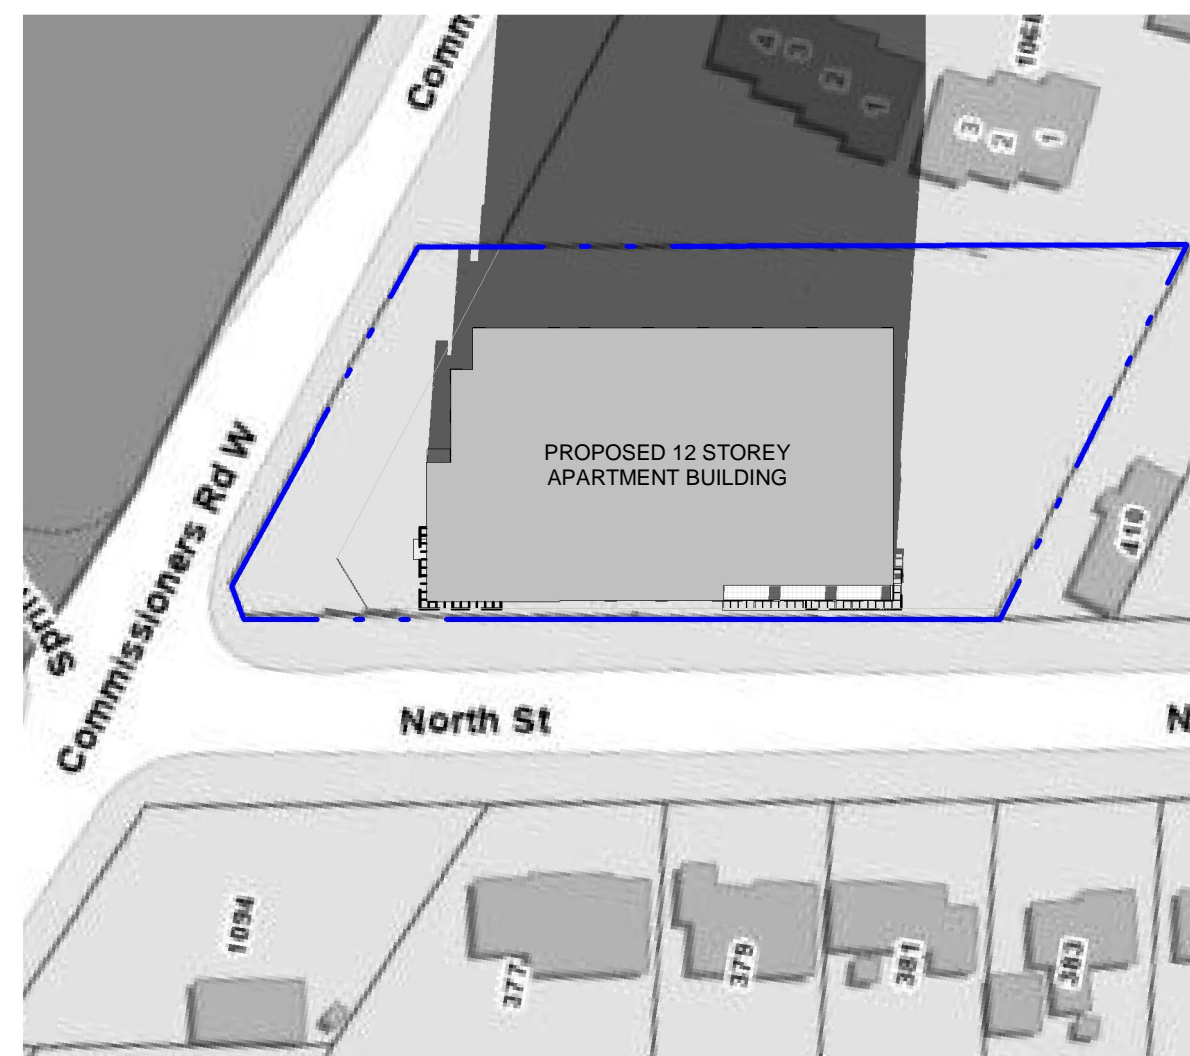 Comm
4
3
2
1
3
2
1
PROPOSED 12 STOREY
APARTMENT BUILDING
Commissioners Rd W
419
North St
N
1094
377
379
381
383